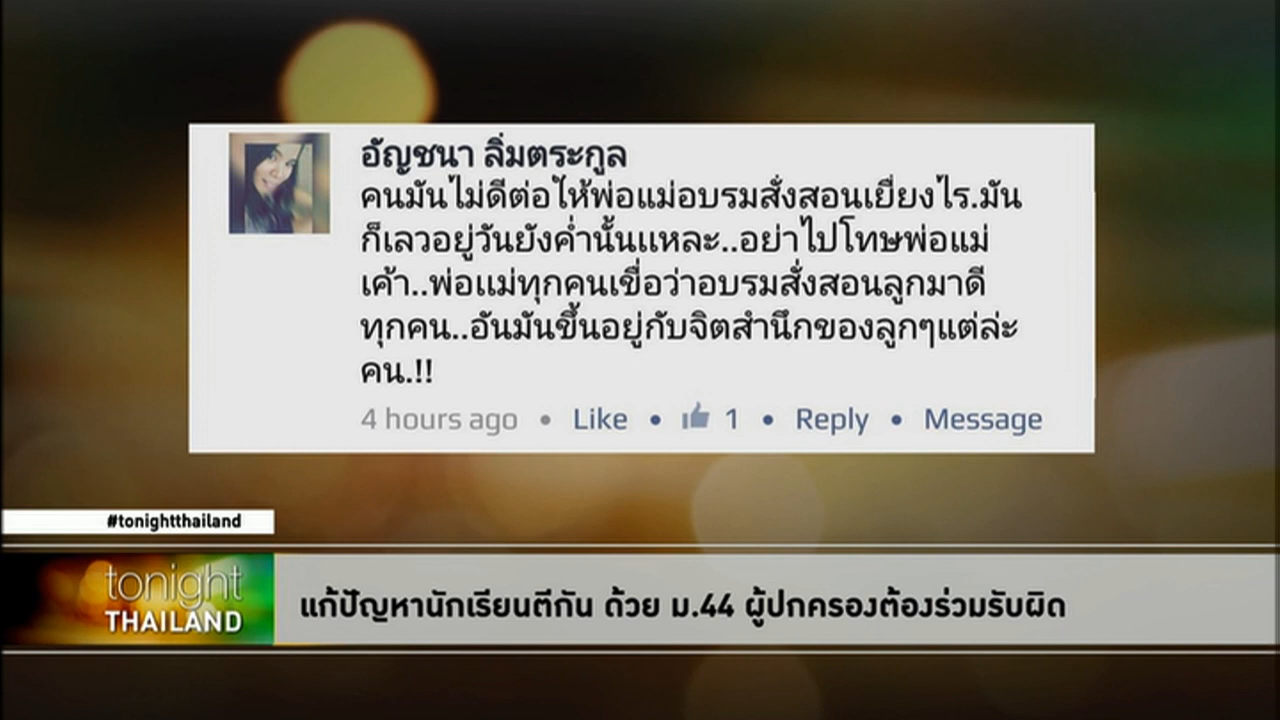 อัญชนา ลิ่มตระกูล
คนมันไม่ดีต่อให้พ่อแม่อบรมสั่งสอนเยี่ยงไร.มัน
ก็เลวอยู่วันยังค่ำนั้นแหละ..อย่าไปโทษพ่อแม่
เค้า..พ่อแม่ทุกคนเชื่อว่าอบรมสั่งสอนลูกมาดี
ทุกคน..อันมันขึ้นอยู่กับจิตสำนึกของลูกๆแต่ล่ะ
คน.!!
4 hours ago • Like • 1 • Reply • Message
#tonightthailand
tonight
THAILAND
แก้ปัญหานักเรียนตีกัน ด้วย ม.44 ผู้ปกครองต้องร่วมรับผิด